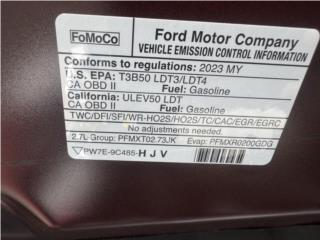 FoMoCo
Ford Motor Company
VEHICLE EMISSION CONTROL INFORMATION
Conforms to regulations: 2023 MY
U.S. EPA: T3B50 LDT3/LDT4
CA OBD II Fuel: Gasoline
California: ULEV50 LDT
CA OBD II Fuel: Gasoline
TWC/DFI/SFI/WR-HO2S/HO2S/TC/CAC/EGR/EGRC
No adjustments needed.
2.7L-Group: PFMXT02.73JK Evap: PFMXR0200GDG
PW7E-9C485-HJV